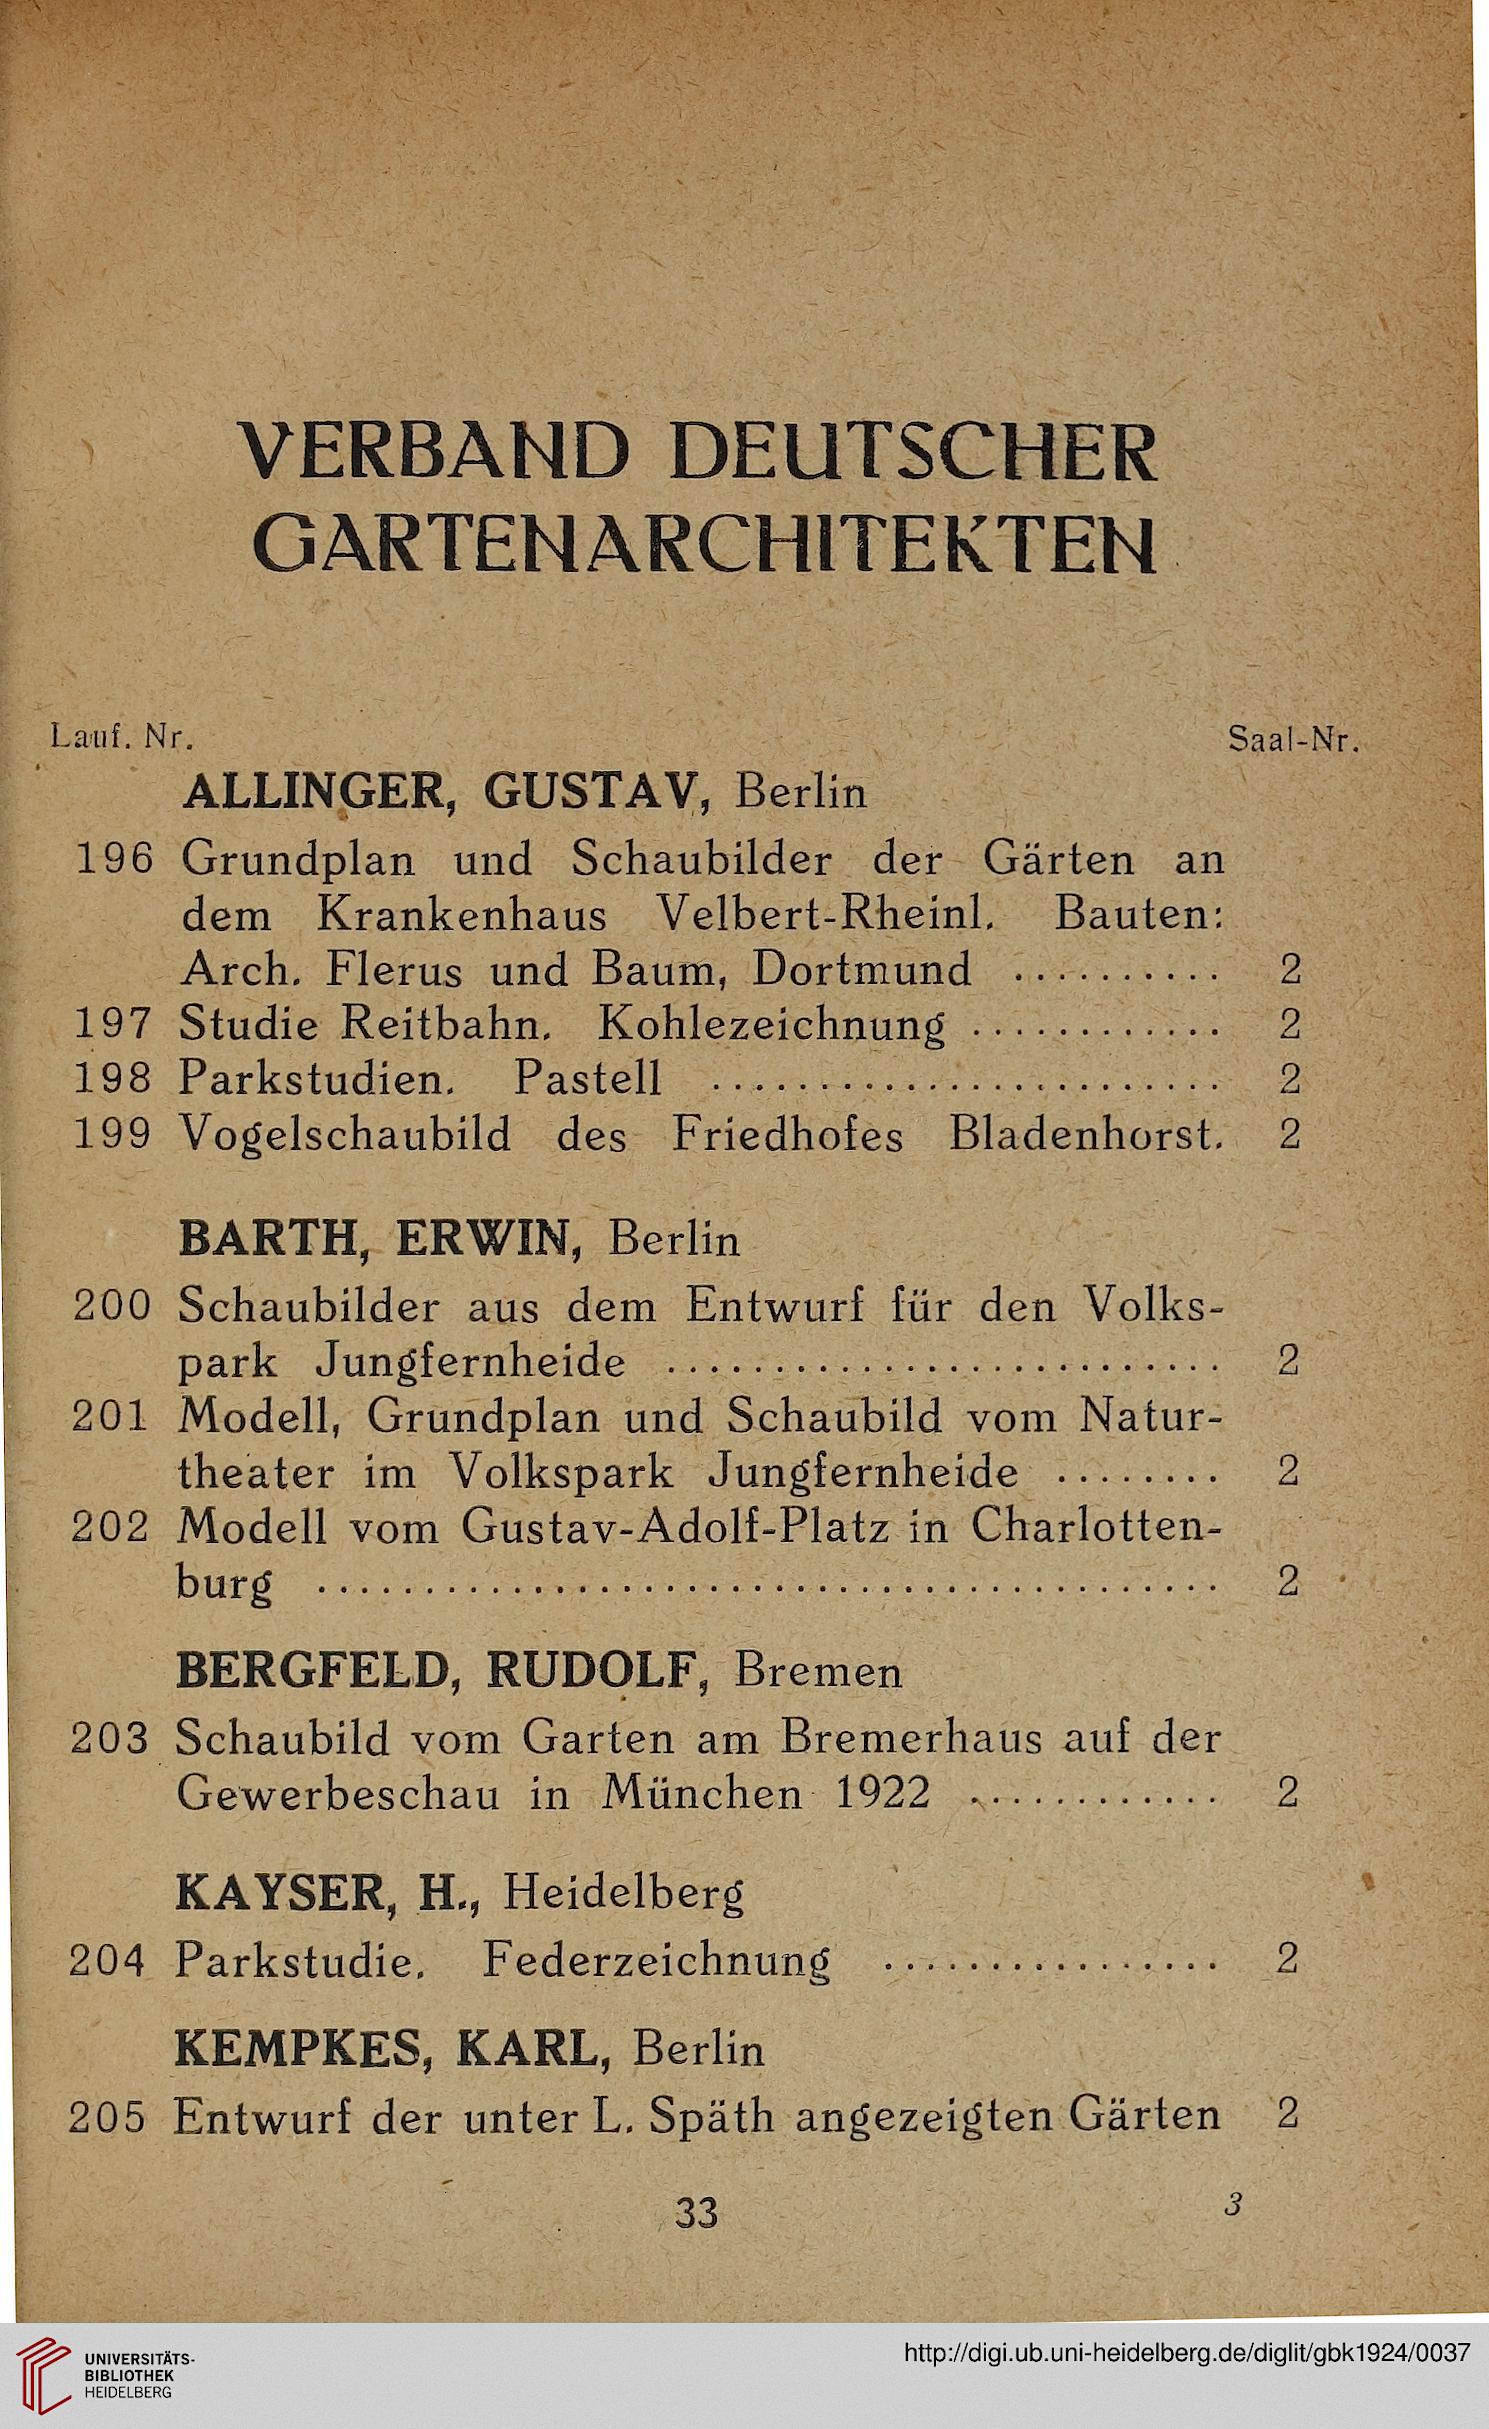 VERBAND DEUTSCHER
GARTENARCHITEKTEN
Lauf. Nr. Saal-Nr.
ALLINGER, GUSTAV, Berlin
196 Grundplan und Schaubilder der Gärten an
dem Krankenhaus Velbert-Rheinl. Bauten:
Arch. Flerus und Baum, Dortmund .......... 2
197 Studie Reitbahn. Kohlezeichnung ............ 2
198 Parkstudien. Pastell ........................ 2
199 Vogelschaubild des Friedhofes Bladenhorst. 2
BARTH, ERWIN, Berlin
200 Schaubilder aus dem Entwurf für den Volks-
park Jungfernheide .......................... 2
201 Modell, Grundplan und Schaubild vom Natur-
theater im Volkspark Jungfernheide ........ 2
202 Modell vom Gustav-Adolf-Platz in Charlotten-
burg .......................................... 2
BERGFELD, RUDOLF, Bremen
203 Schaubild vom Garten am Bremerhaus auf der
Gewerbeschau in München 1922 ............ 2
KAYSER, H., Heidelberg
204 Parkstudie. Federzeichnung ................ 2
KEMPKES, KARL, Berlin
205 Entwurf der unter L. Späth angezeigten Gärten 2
33 3
UNIVERSITÄTS-
BIBLIOTHEK
HEIDELBERG
http://digi.ub.uni-heidelberg.de/diglit/gbk1924/0037